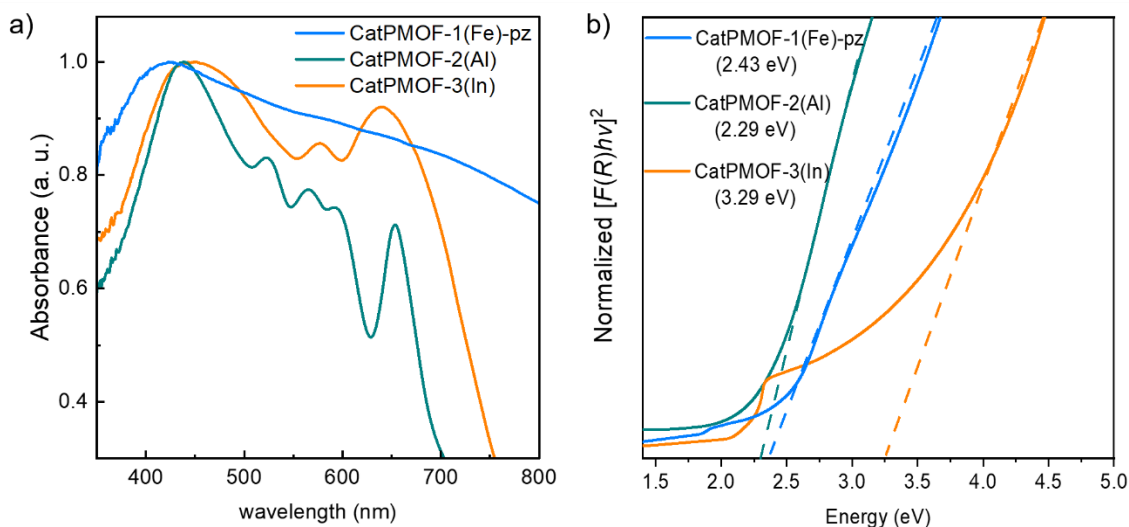 a)
CatPMOF-1(Fe)-pz
CatPMOF-2(Al)
CatPMOF-3(In)
1.0
0.8
0.6
0.4
Absorbance (a. u.)
400 500 600 700 800
wavelength (nm)
b)
CatPMOF-1(Fe)-pz
(2.43 eV)
CatPMOF-2(Al)
(2.29 eV)
CatPMOF-3(In)
(3.29 eV)
Normalized [F(R)hv]²
1.5 2.0 2.5 3.0 3.5 4.0 4.5 5.0
Energy (eV)